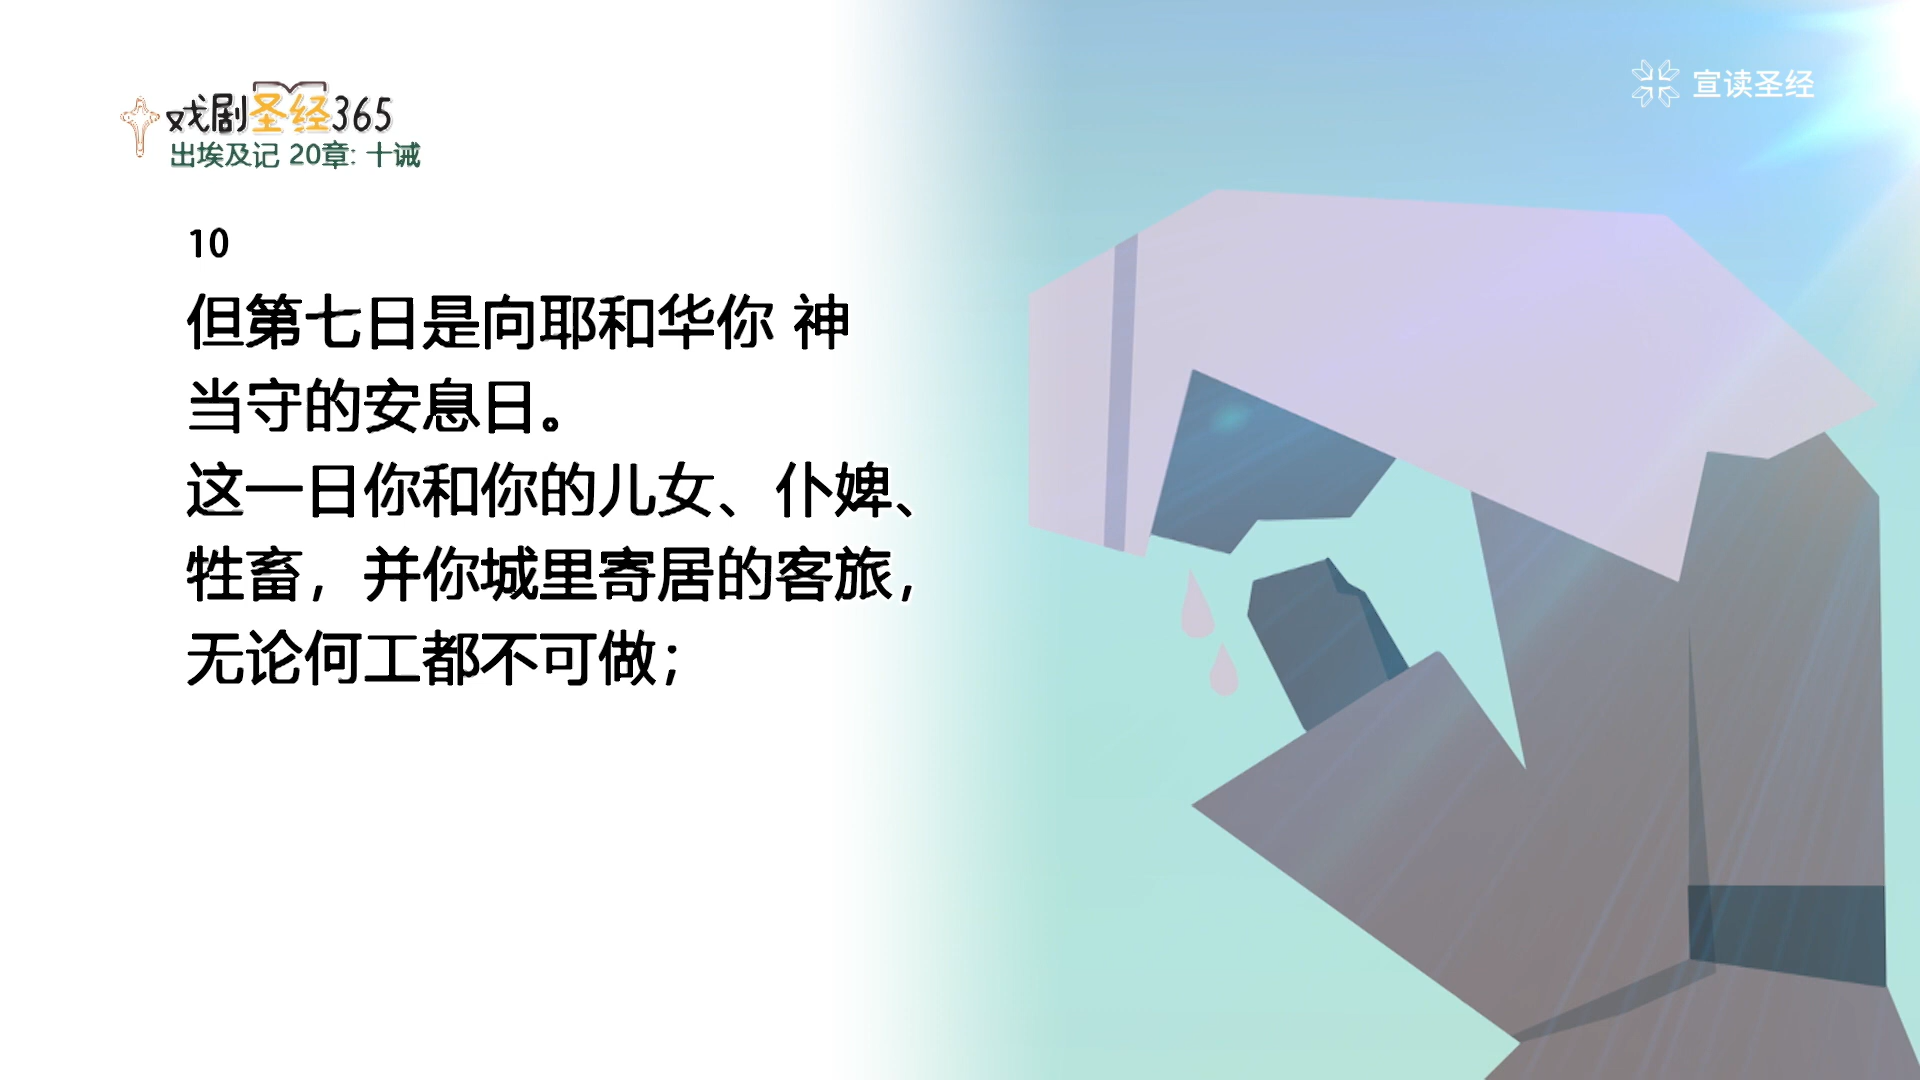 戏剧圣经365
宣读圣经
出埃及记 20章: 十诫
10
但第七日是向耶和华你 神
当守的安息日。
这一日你和你的儿女、仆婢、
牲畜，并你城里寄居的客旅，
无论何工都不可做；